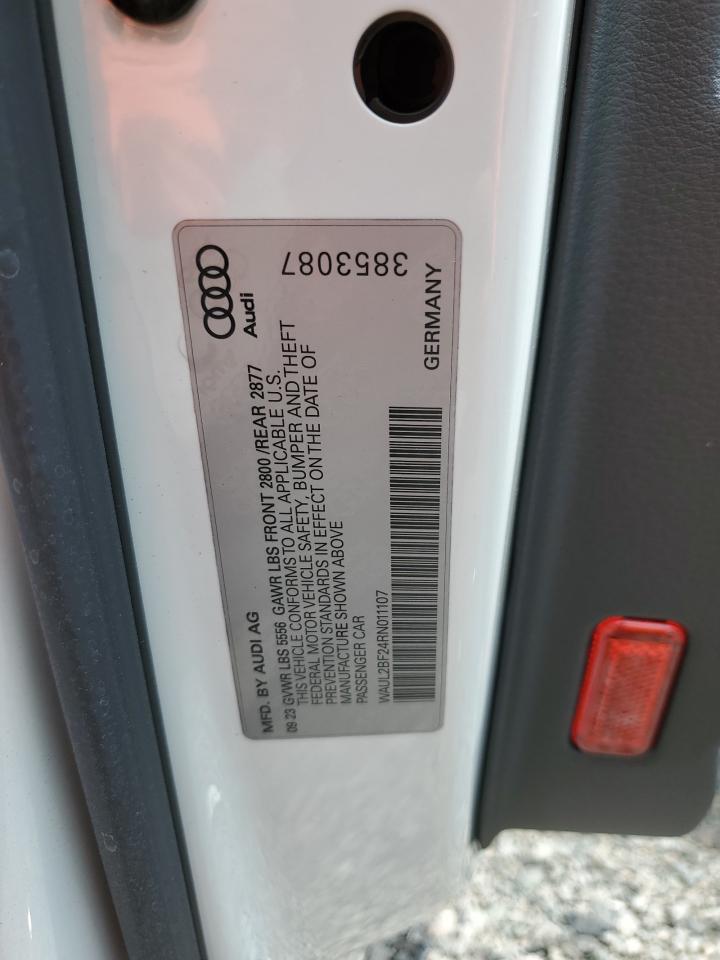 MFD. BY AUDI AG
09 23 GVWR LBS 5556 GAWR LBS FRONT 2800 /REAR 2877
THIS VEHICLE CONFORMS TO ALL APPLICABLE U.S.
FEDERAL MOTOR VEHICLE SAFETY, BUMPER AND THEFT
PREVENTION STANDARDS IN EFFECT ON THE DATE OF
MANUFACTURE SHOWN ABOVE
PASSENGER CAR
WAUL2BF24RN011107
Audi
GERMANY
3853087